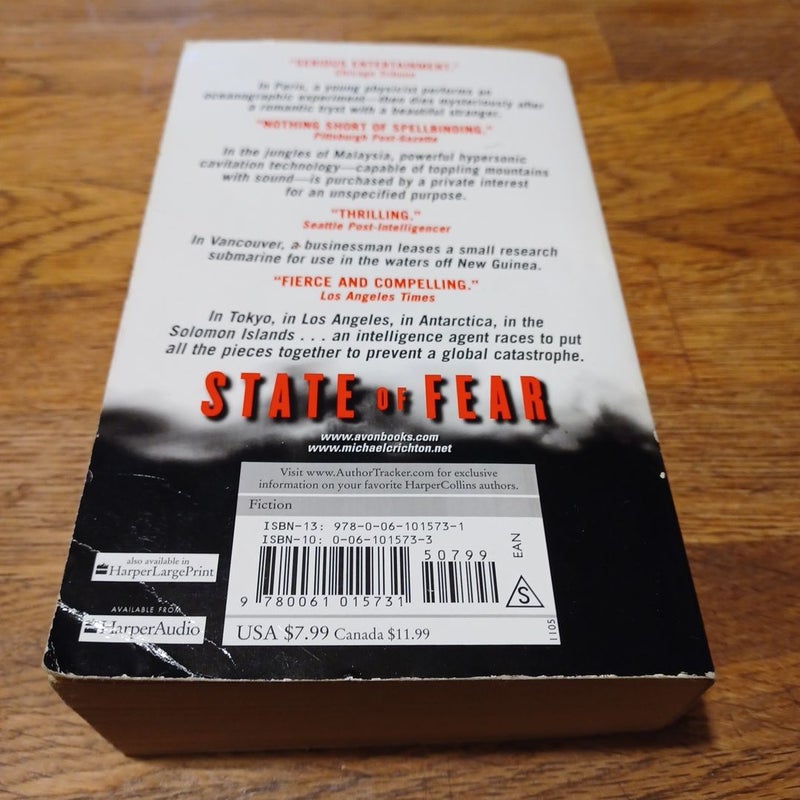 "SERIOUS ENTERTAINMENT."
Chicago Tribune
In Paris, a young physicist performs an
oceanographic experiment—then dies mysteriously after
a romantic tryst with a beautiful stranger.
"NOTHING SHORT OF SPELLBINDING."
Pittsburgh Post-Gazette
In the jungles of Malaysia, powerful hypersonic
cavitation technology—capable of toppling mountains
with sound—is purchased by a private interest
for an unspecified purpose.
"THRILLING."
Seattle Post-Intelligencer
In Vancouver, a businessman leases a small research
submarine for use in the waters off New Guinea.
"FIERCE AND COMPELLING."
Los Angeles Times
In Tokyo, in Los Angeles, in Antarctica, in the
Solomon Islands . . . an intelligence agent races to put
all the pieces together to prevent a global catastrophe.
STATE OF FEAR
www.avonbooks.com
www.michaelcrichton.net
Visit www.AuthorTracker.com for exclusive
information on your favorite HarperCollins authors.
Fiction
ISBN-13: 978-0-06-101573-1
ISBN-10: 0-06-101573-3
50799
EAN
9 780061 015731
S
USA $7.99 Canada $11.99
1105
also available in
HarperLargePrint
AVAILABLE FROM
HarperAudio